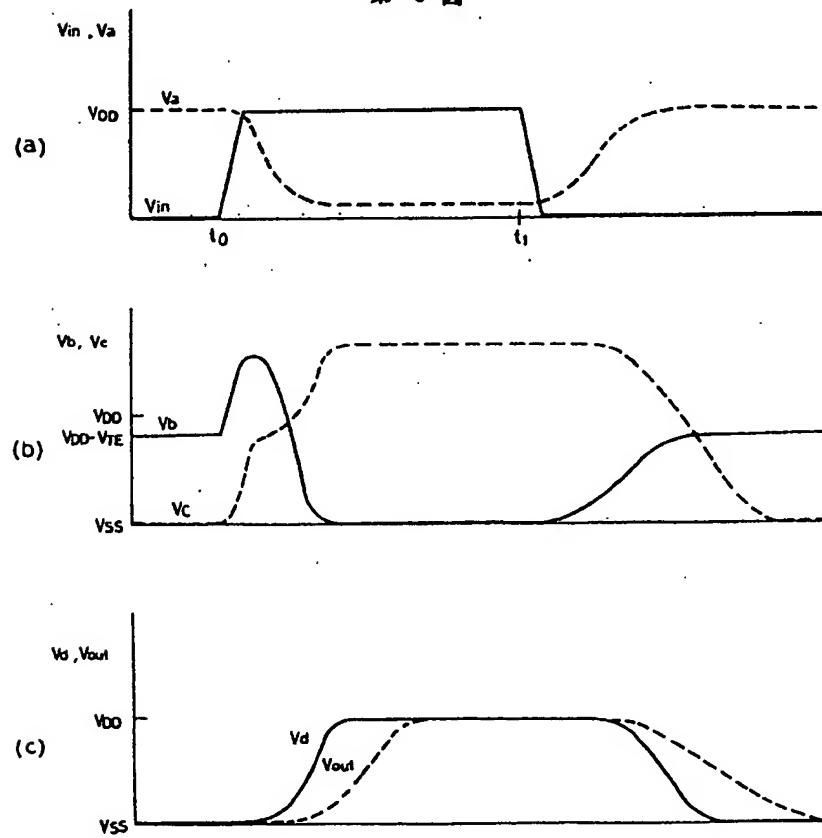 Vin , Va
Va
VDD
(a)
Vin
t0
t1
Vb, Vc
VDD
Vb
VDD-VTE
(b)
Vc
VSS
Vd , Vout
VDD
Vd
(c)
Vout
VSS